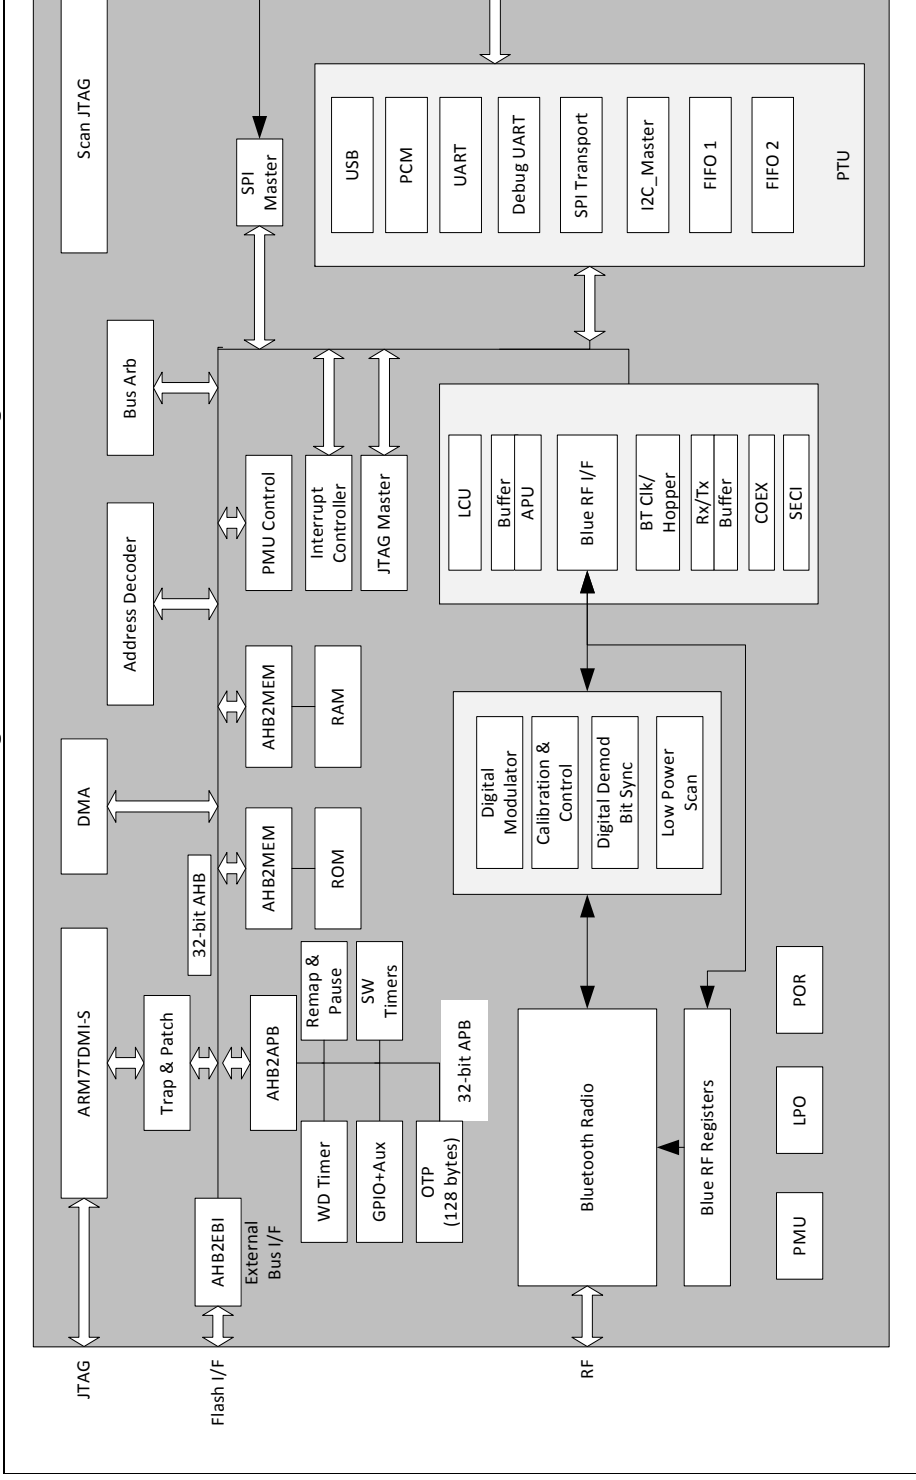 JTAG
Flash I/F
RF
ARM7TDMI-S
DMA
Address Decoder
Bus Arb
Scan JTAG
Trap & Patch
32-bit AHB
AHB2EBI
External
Bus I/F
AHB2APB
AHB2MEM
AHB2MEM
PMU Control
SPI
Master
WD Timer
Remap &
Pause
ROM
RAM
Interrupt
Controller
GPIO+Aux
SW
Timers
JTAG Master
OTP
(128 bytes)
32-bit APB
USB
PCM
UART
Debug UART
SPI Transport
I2C_Master
FIFO 1
FIFO 2
PTU
LCU
Buffer
APU
Blue RF I/F
BT Clk/
Hopper
Rx/Tx
Buffer
COEX
SECI
Digital
Modulator
Calibration &
Control
Digital Demod
Bit Sync
Low Power
Scan
Bluetooth Radio
Blue RF Registers
PMU
LPO
POR